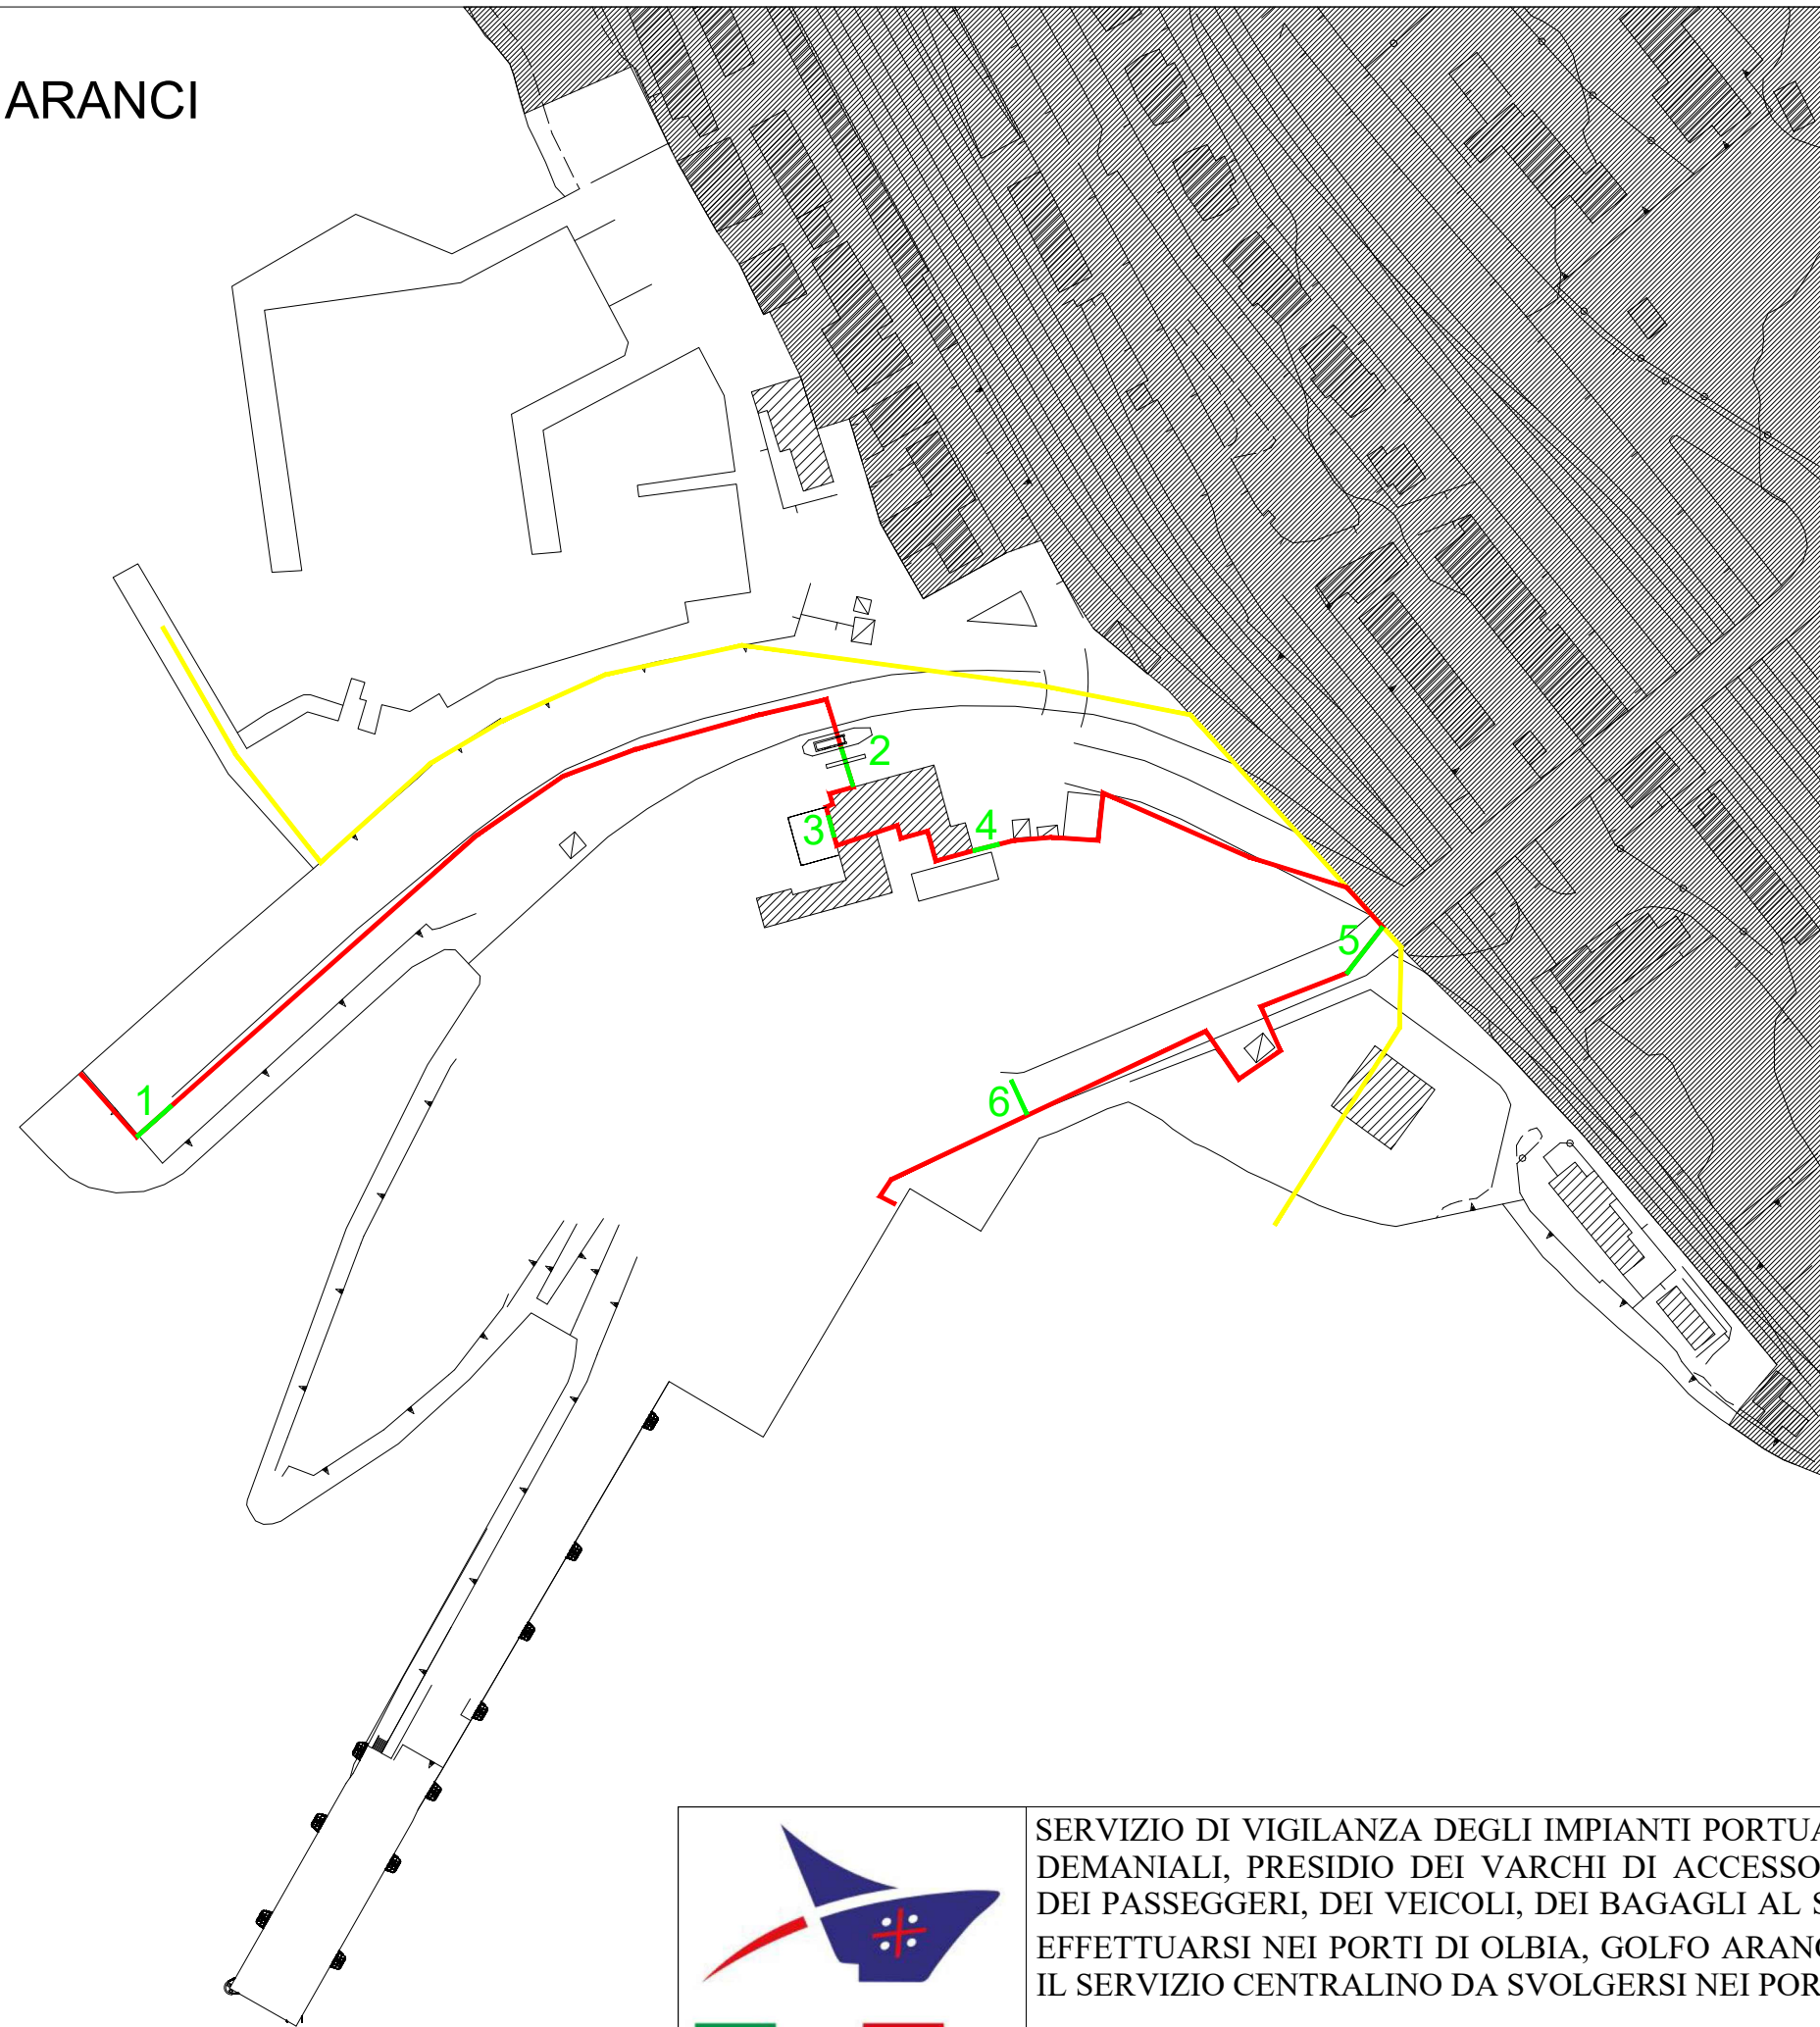 ARANCI
2
3
4
5
1
6
SERVIZIO DI VIGILANZA DEGLI IMPIANTI PORTUA
DEMANIALI, PRESIDIO DEI VARCHI DI ACCESSO
DEI PASSEGGERI, DEI VEICOLI, DEI BAGAGLI AL S
EFFETTUARSI NEI PORTI DI OLBIA, GOLFO ARANC
IL SERVIZIO CENTRALINO DA SVOLGERSI NEI POR